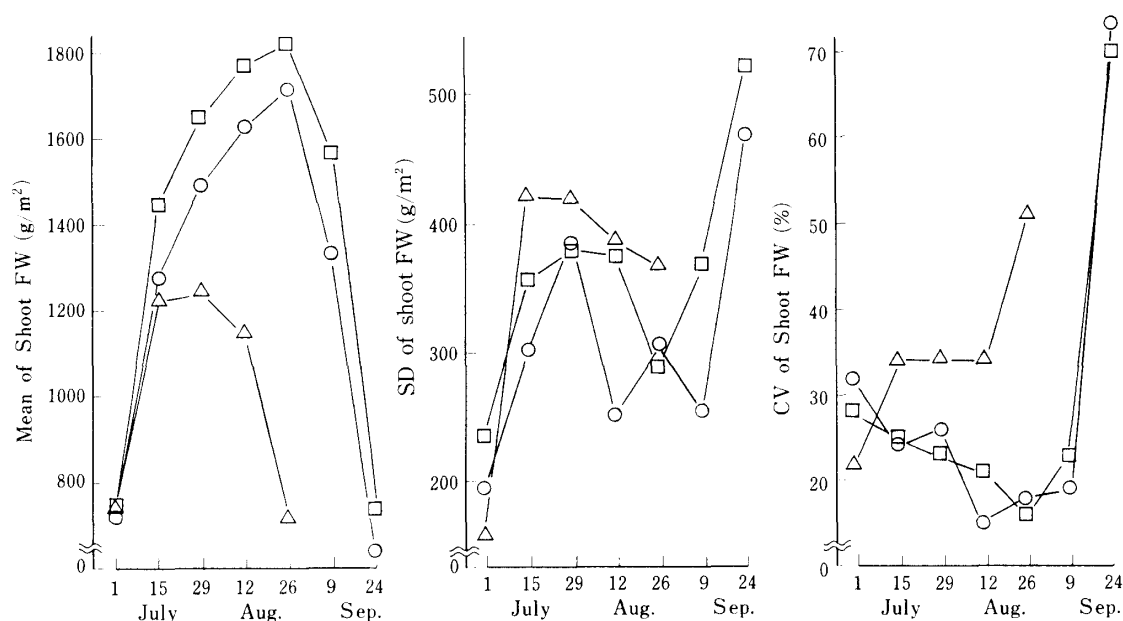 Mean of Shoot FW (g/m²)
1800
1600
1400
1200
1000
800
0
1 15 29 12 26 9 24
July Aug. Sep.
SD of shoot FW (g/m²)
500
400
300
200
0
1 15 29 12 26 9 24
July Aug. Sep.
CV of Shoot FW (%)
70
60
50
40
30
20
0
1 15 29 12 26 9 24
July Aug. Sep.